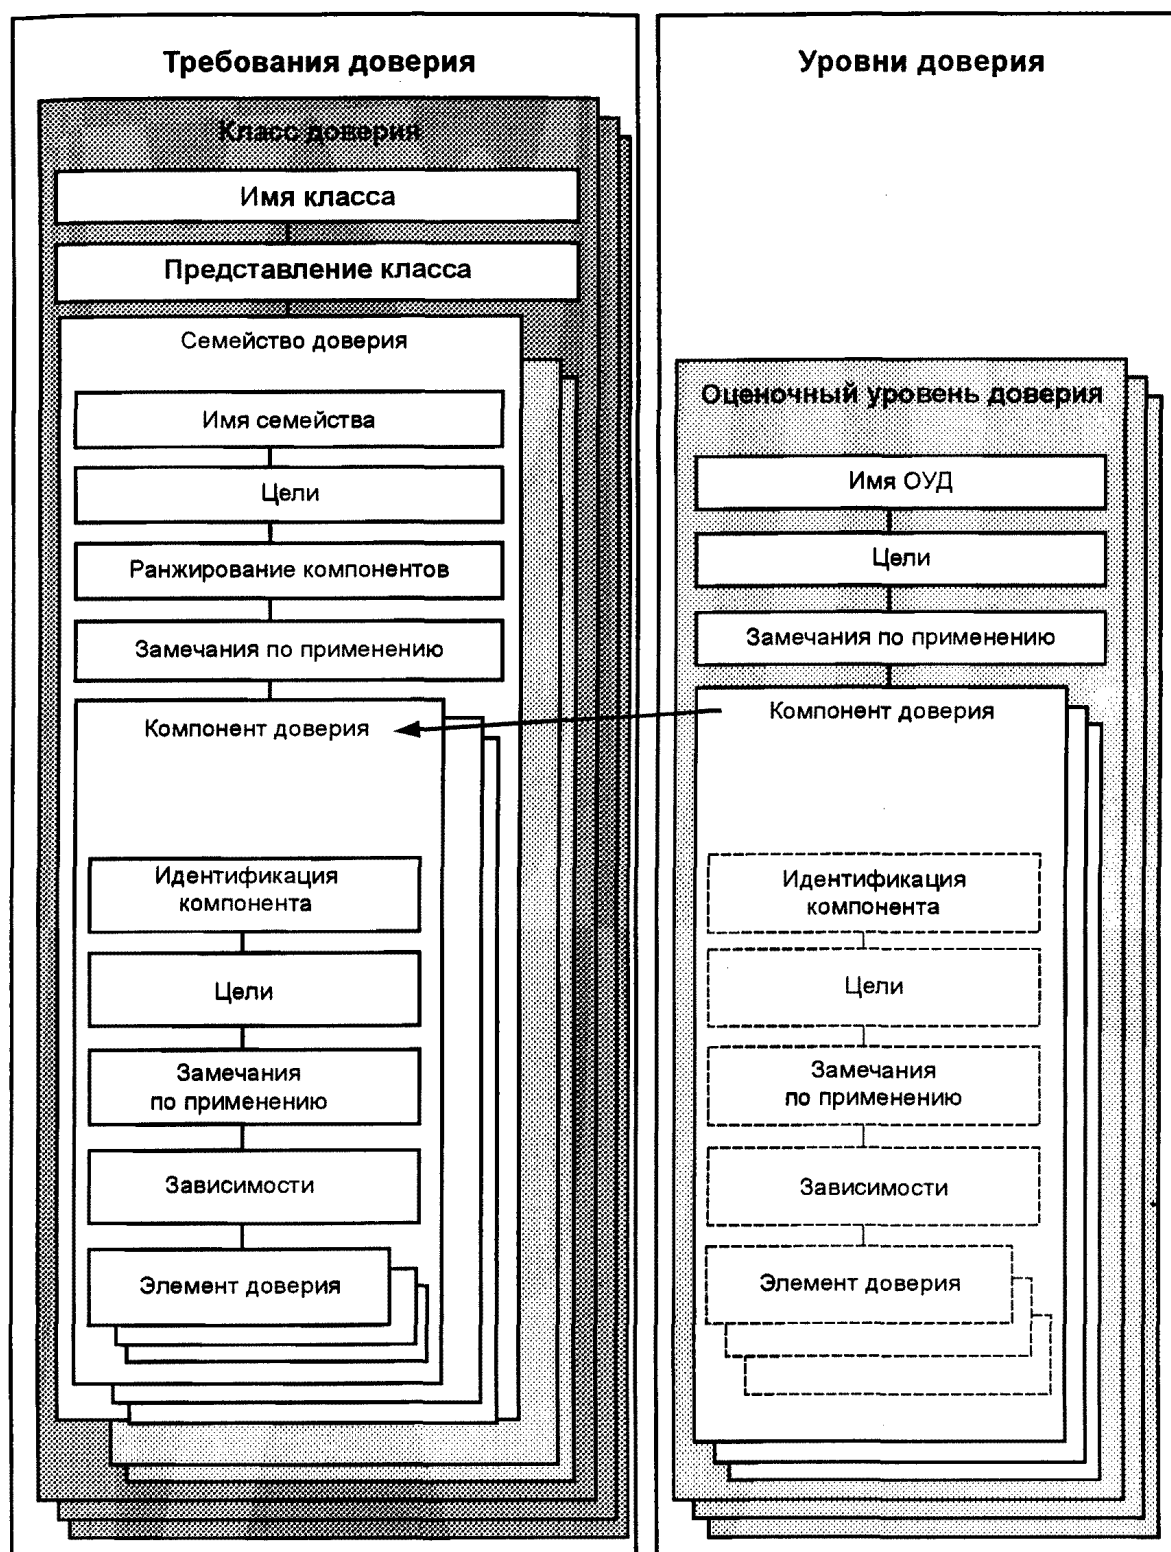 Требования доверия
Класс доверия
Имя класса
Представление класса
Семейство доверия
Имя семейства
Цели
Ранжирование компонентов
Замечания по применению
Компонент доверия
Идентификация
компонента
Цели
Замечания
по применению
Зависимости
Элемент доверия
Уровни доверия
Оценочный уровень доверия
Имя ОУД
Цели
Замечания по применению
Компонент доверия
Идентификация
компонента
Цели
Замечания
по применению
Зависимости
Элемент доверия